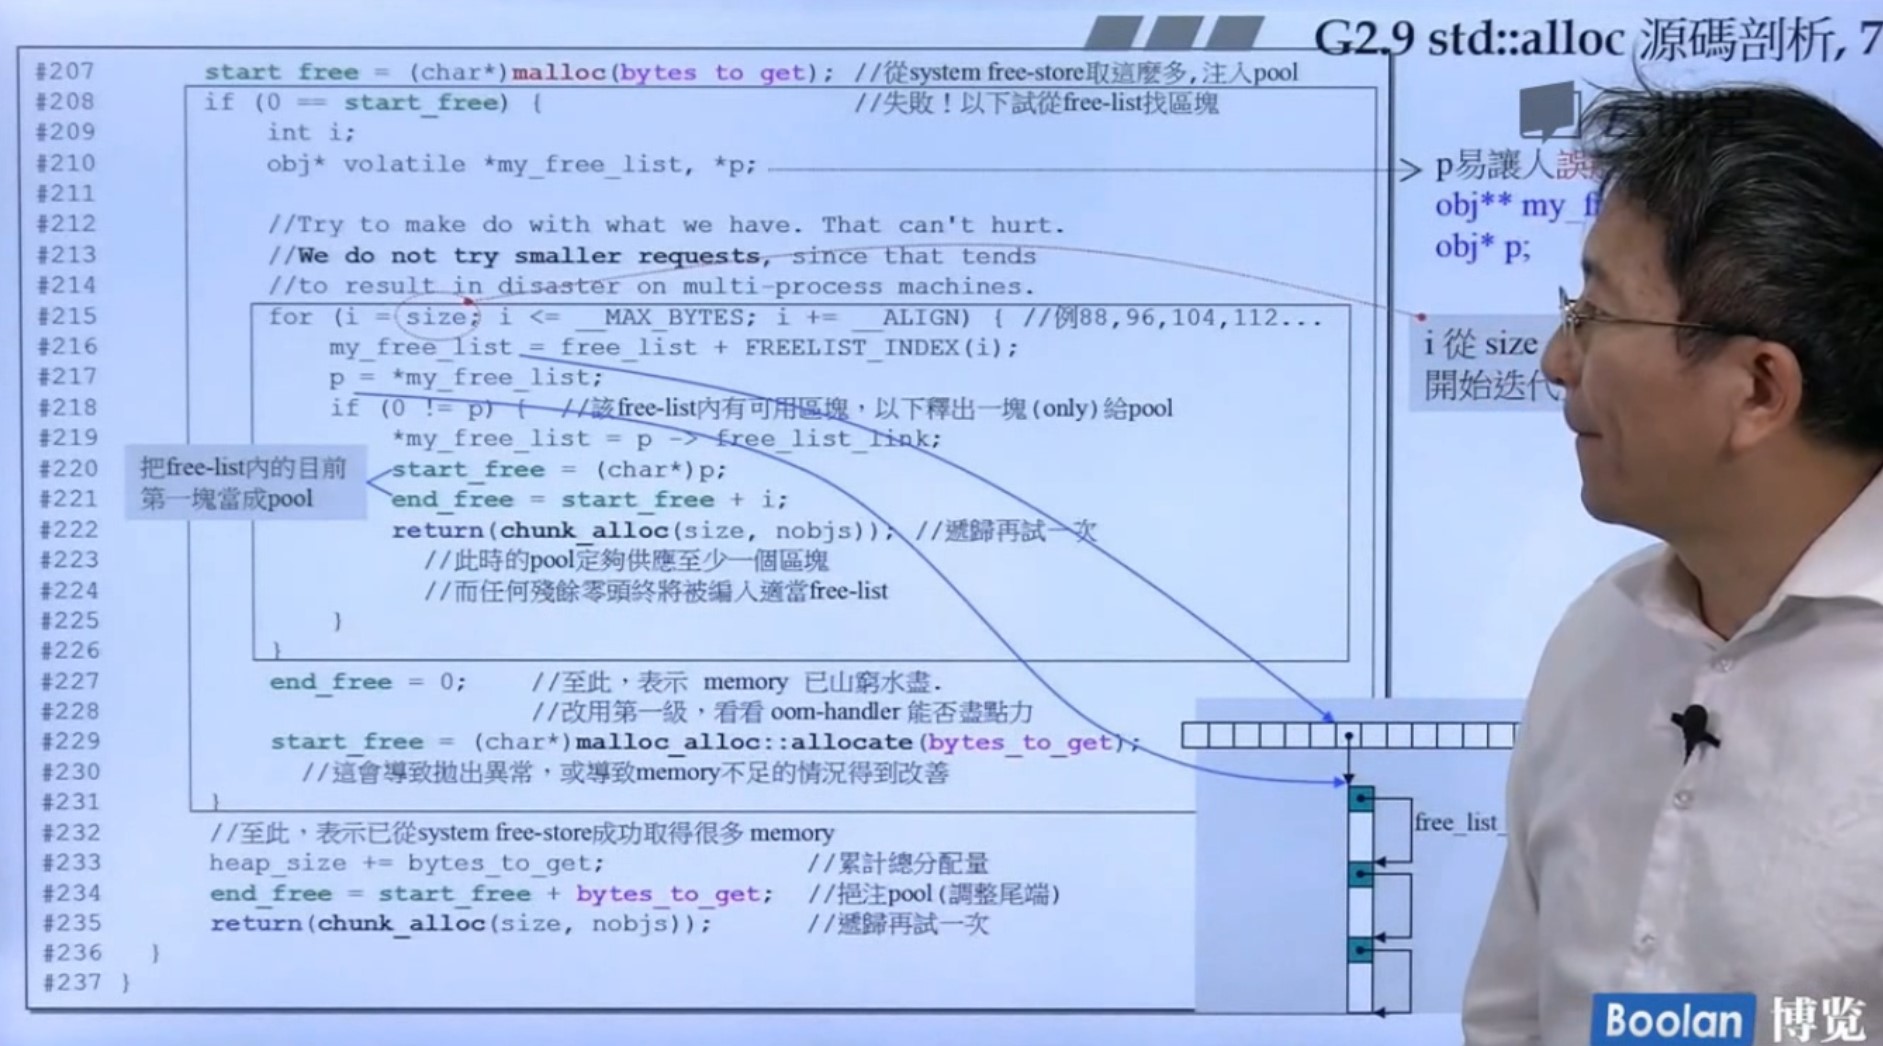 G2.9 std::alloc 源碼剖析, 7
#207 start_free = (char*)malloc(bytes_to_get); //從system free-store取這麼多,注入pool
#208 if (0 == start_free) { //失敗！以下試從free-list找區塊
#209 int i;
#210 obj* volatile *my_free_list, *p;
#211
#212 //Try to make do with what we have. That can't hurt.
#213 //We do not try smaller requests, since that tends
#214 //to result in disaster on multi-process machines.
#215 for (i = size; i <= __MAX_BYTES; i += __ALIGN) { //例88,96,104,112...
#216 my_free_list = free_list + FREELIST_INDEX(i);
#217 p = *my_free_list;
#218 if (0 != p) { //該free-list內有可用區塊，以下釋出一塊(only)給pool
#219 *my_free_list = p -> free_list_link;
#220 start_free = (char*)p;
#221 end_free = start_free + i;
#222 return(chunk_alloc(size, nobjs)); //遞歸再試一次
#223 //此時的pool定夠供應至少一個區塊
#224 //而任何殘餘零頭終將被編入適當free-list
#225 }
#226 }
#227 end_free = 0; //至此，表示 memory 已山窮水盡.
#228 //改用第一級，看看 oom-handler 能否盡點力
#229 start_free = (char*)malloc_alloc::allocate(bytes_to_get);
#230 //這會導致拋出異常，或導致memory不足的情況得到改善
#231 }
#232 //至此，表示已從system free-store成功取得很多 memory
#233 heap_size += bytes_to_get; //累計總分配量
#234 end_free = start_free + bytes_to_get; //挹注pool(調整尾端)
#235 return(chunk_alloc(size, nobjs)); //遞歸再試一次
#236 }
#237 }
把free-list內的目前
第一塊當成pool
p易讓人誤
obj** my_f
obj* p;
i 從 size
開始迭代
free_list_
Boolan 博览